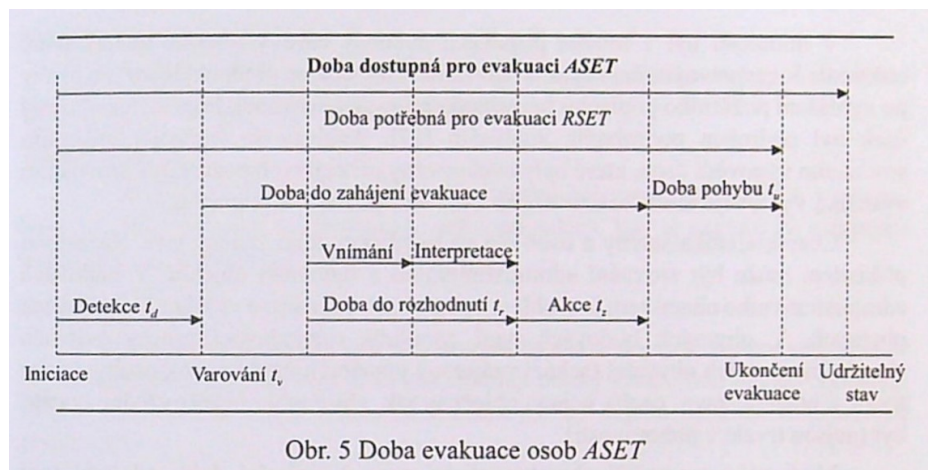 Doba dostupná pro evakuaci ASET
Doba potřebná pro evakuaci RSET
Doba do zahájení evakuace
Doba pohybu tu
Vnímání
Interpretace
Detekce td
Doba do rozhodnutí tr
Akce tz
Iniciace
Varování tv
Ukončení evakuace
Udržitelný stav
Obr. 5 Doba evakuace osob ASET